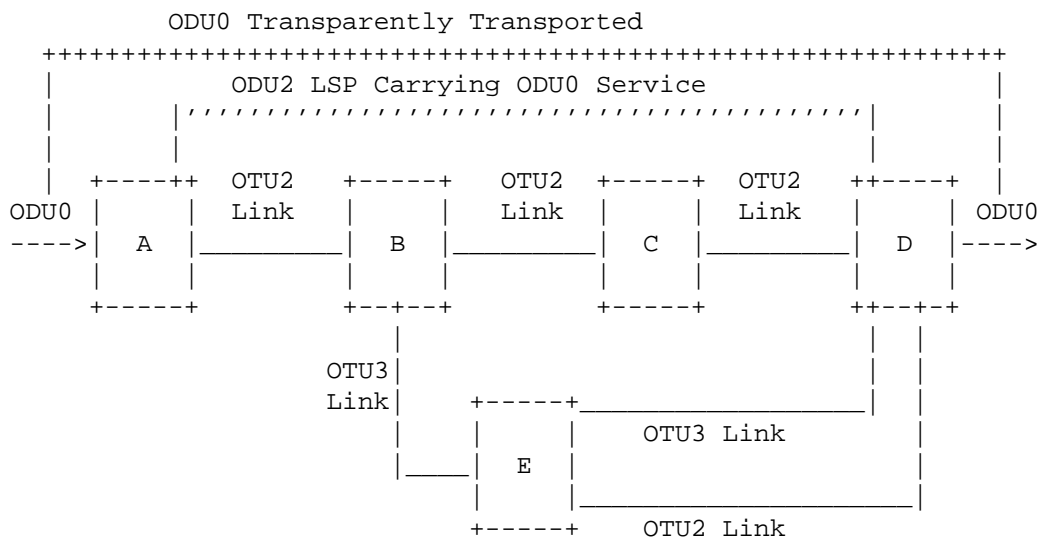 ODU0 Transparently Transported
ODU2 LSP Carrying ODU0 Service
OTU2 OTU2 OTU2
ODU0 Link Link Link ODU0
A B C D
OTU3
Link
OTU3 Link
E
OTU2 Link